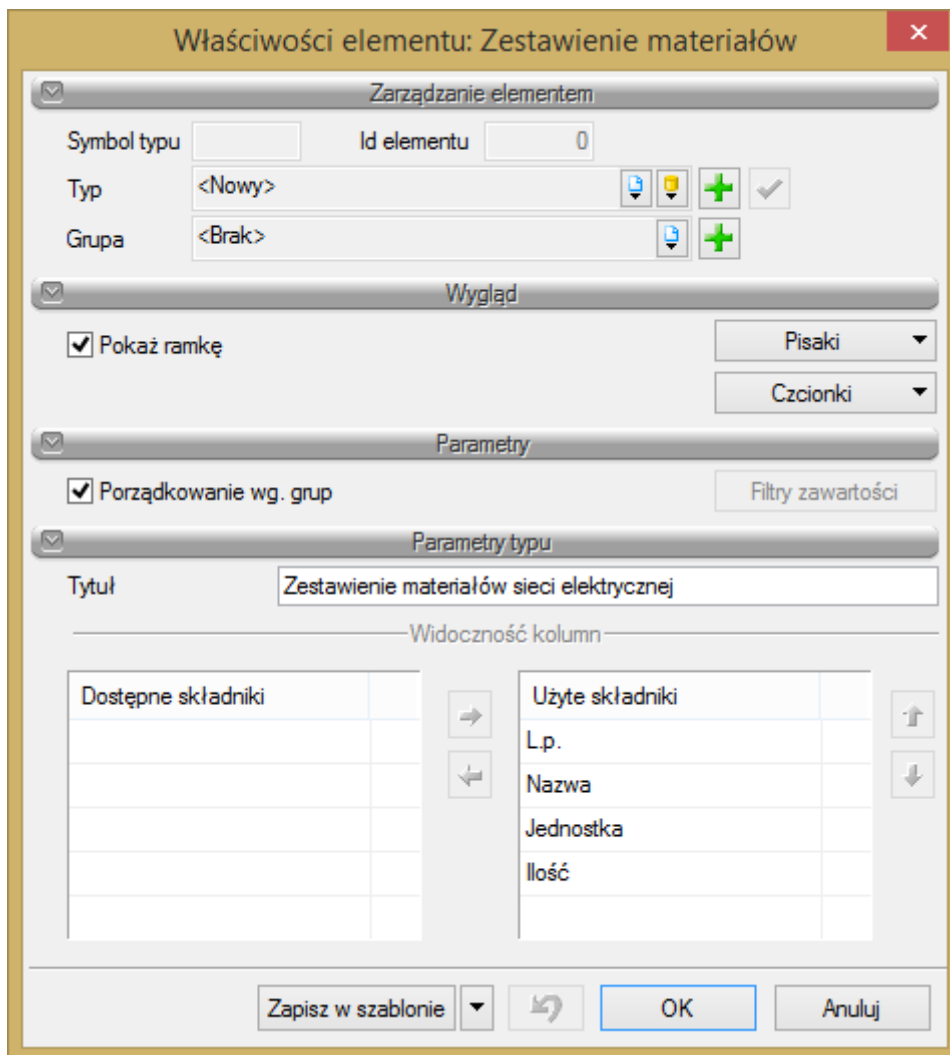 Właściwości elementu: Zestawienie materiałów
Zarządzanie elementem
Symbol typu Id elementu 0
Typ <Nowy>
Grupa <Brak>
Wygląd
Pokaż ramkę Pisaki
Czcionki
Parametry
Porządkowanie wg. grup Filtry zawartości
Parametry typu
Tytuł Zestawienie materiałów sieci elektrycznej
Widoczność kolumn
Dostępne składniki Użyte składniki
L.p.
Nazwa
Jednostka
Ilość
Zapisz w szablonie OK Anuluj